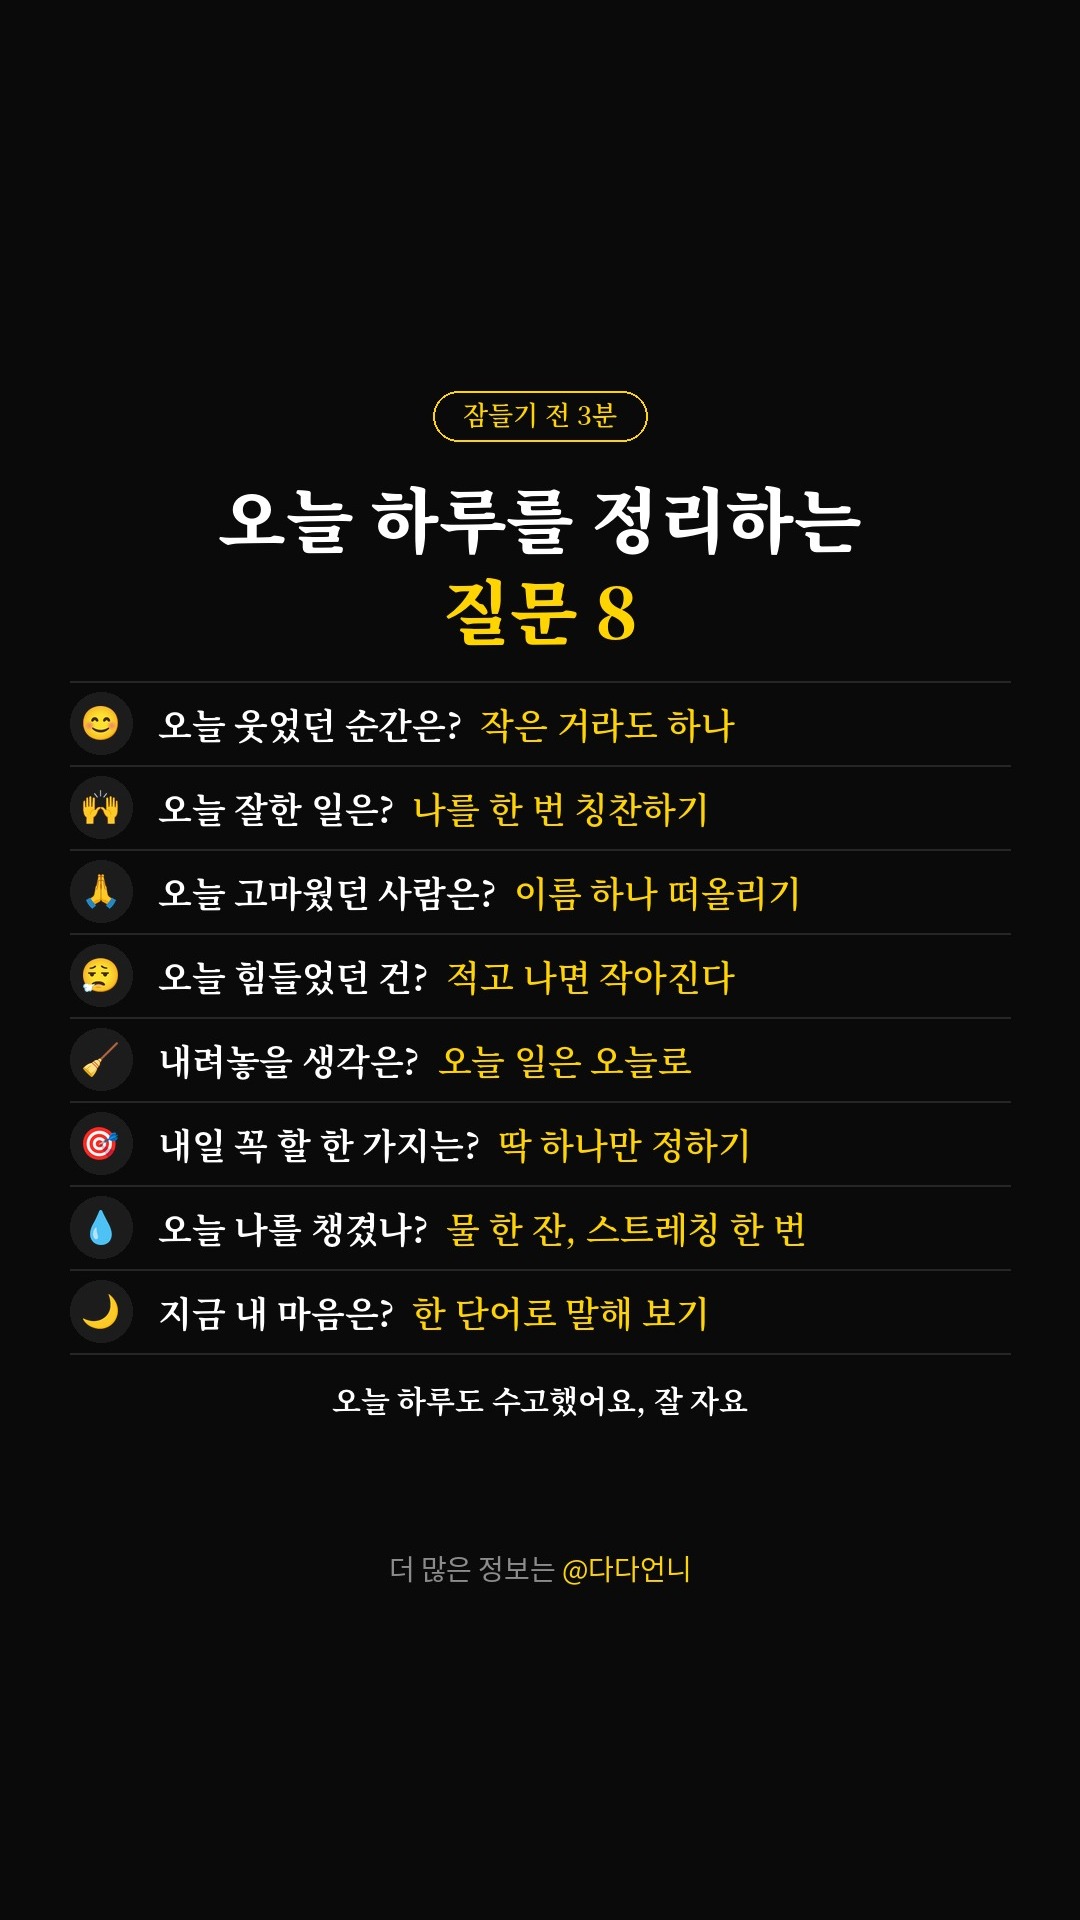 잠들기 전 3분
오늘 하루를 정리하는
질문 8
오늘 웃었던 순간은? 작은 거라도 하나
오늘 잘한 일은? 나를 한 번 칭찬하기
오늘 고마웠던 사람은? 이름 하나 떠올리기
오늘 힘들었던 건? 적고 나면 작아진다
내려놓을 생각은? 오늘 일은 오늘로
내일 꼭 할 한 가지는? 딱 하나만 정하기
오늘 나를 챙겼나? 물 한 잔, 스트레칭 한 번
지금 내 마음은? 한 단어로 말해 보기
오늘 하루도 수고했어요, 잘 자요
더 많은 정보는 @다다언니